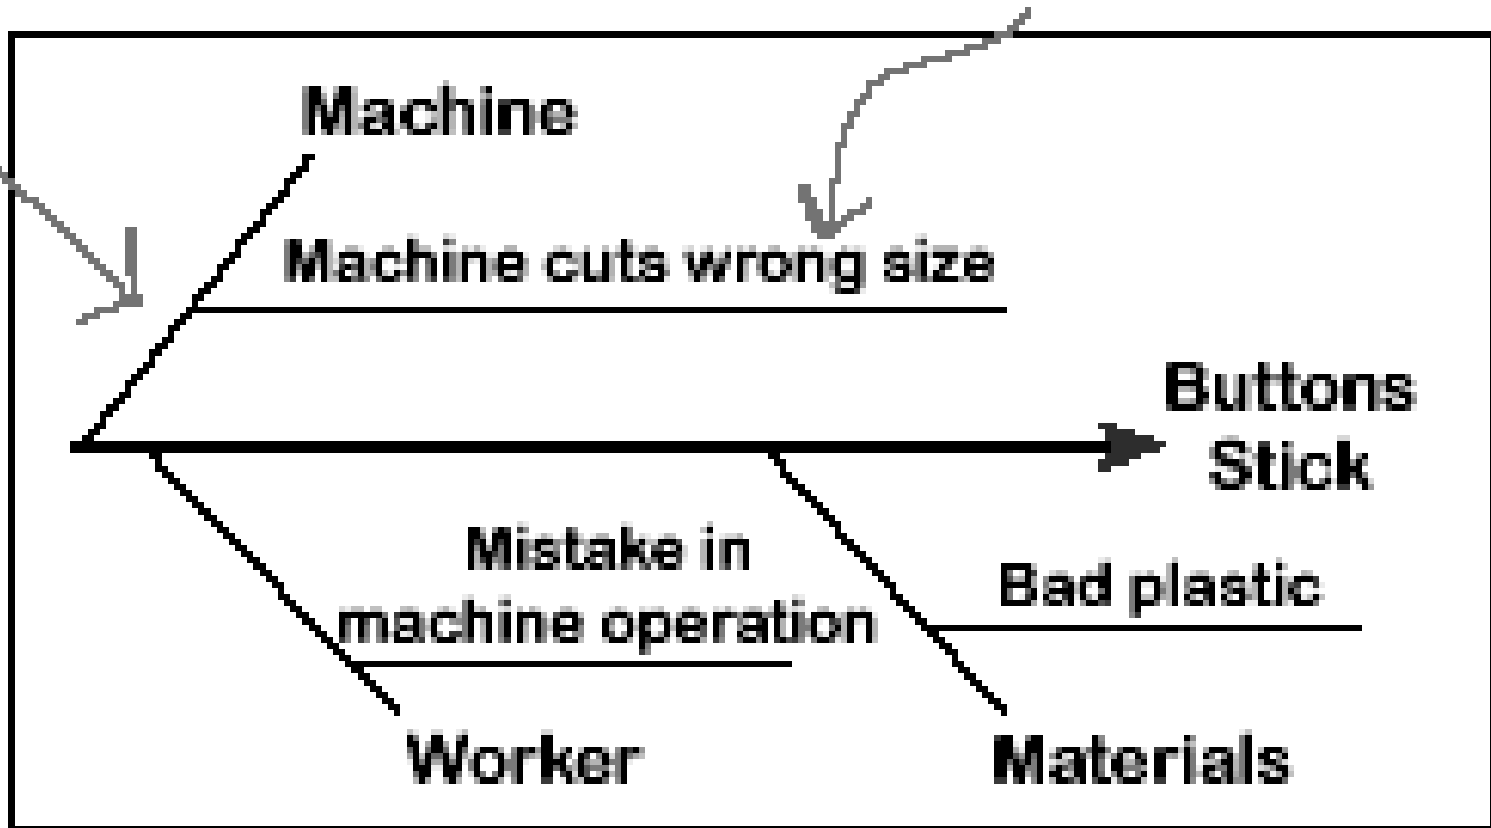 Machine
Machine cuts wrong size
Buttons
Stick
Mistake in
machine operation
Bad plastic
Worker
Materials